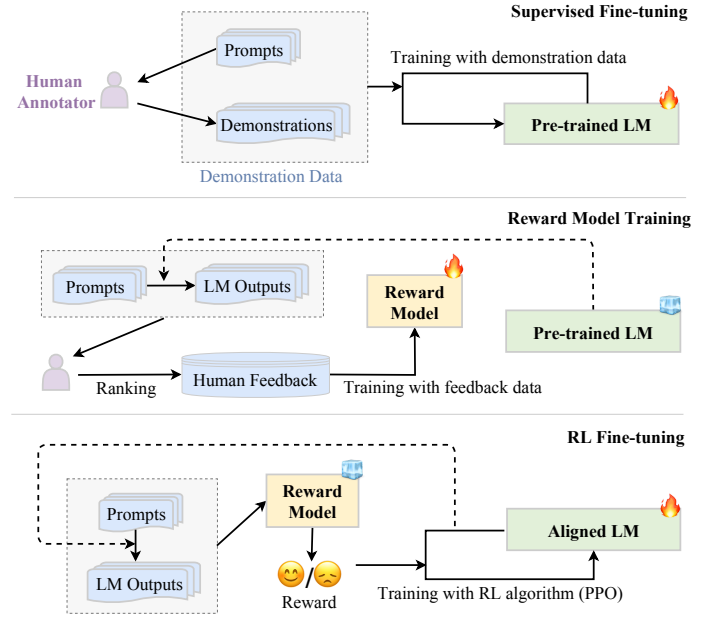 Supervised Fine-tuning
Prompts
Training with demonstration data
Human
Annotator
Demonstrations
Pre-trained LM
Demonstration Data
Reward Model Training
Prompts
LM Outputs
Reward
Model
Pre-trained LM
Ranking
Human Feedback
Training with feedback data
RL Fine-tuning
Prompts
Reward
Model
Aligned LM
LM Outputs
/
Reward
Training with RL algorithm (PPO)